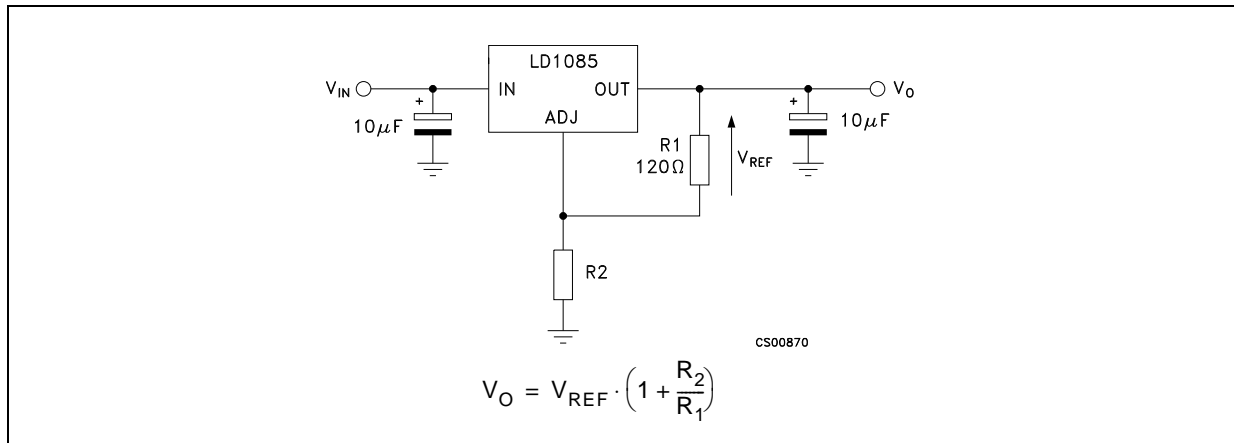 LD1085
V_IN
IN
OUT
V_O
+
10μF
ADJ
R1
120Ω
V_REF
+
10μF
R2
CS00870
V_O = V_REF · (1 + R_2/R_1)